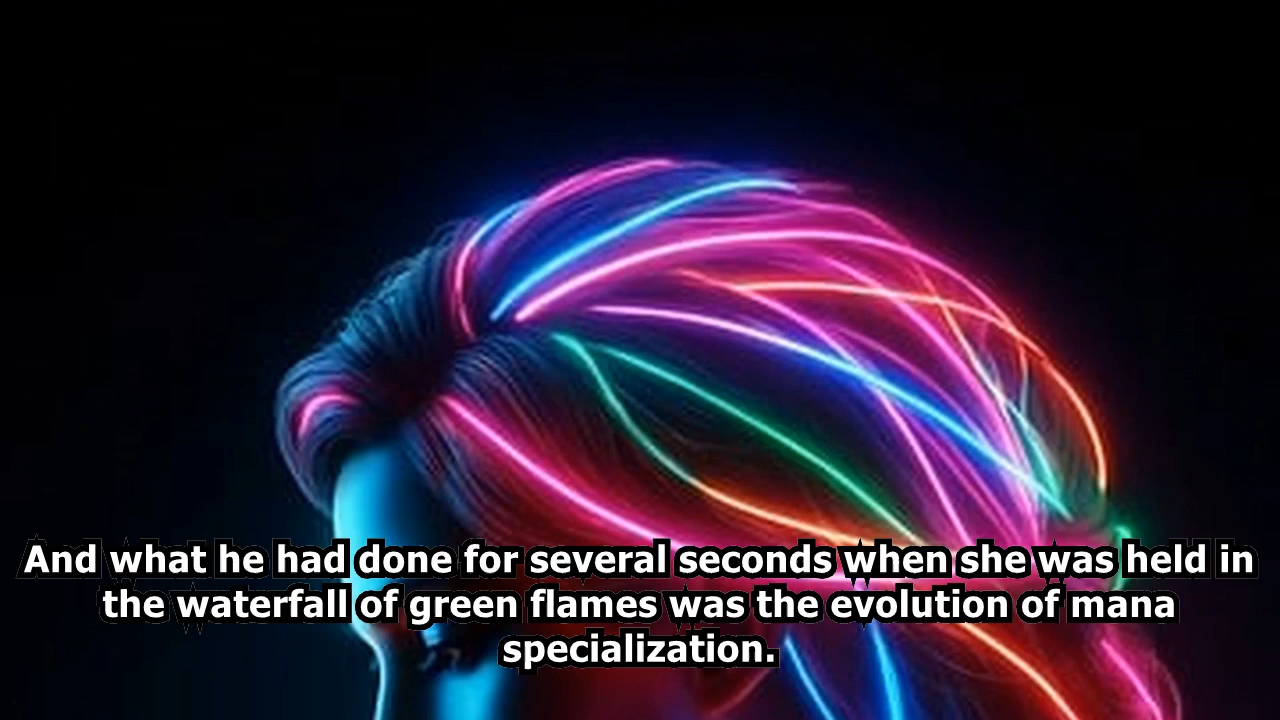 And what he had done for several seconds when she was held in
the waterfall of green flames was the evolution of mana
specialization.